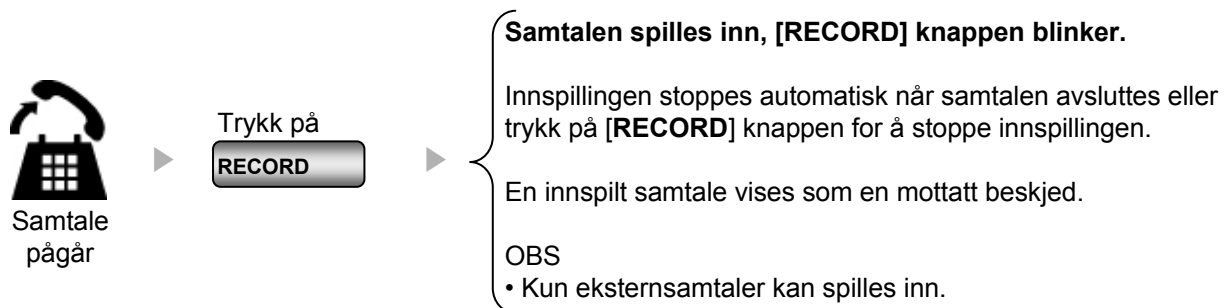 Samtale
pågår
Trykk på
RECORD
Samtalen spilles inn, [RECORD] knappen blinker.
Innspillingen stoppes automatisk når samtalen avsluttes eller
trykk på [RECORD] knappen for å stoppe innspillingen.
En innspilt samtale vises som en mottatt beskjed.
OBS
• Kun eksternsamtaler kan spilles inn.